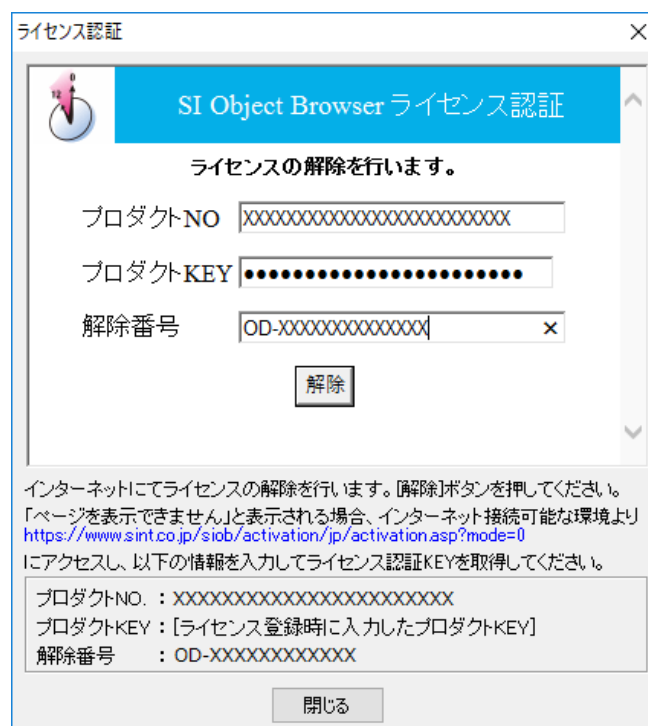 ライセンス認証
SI Object Browser ライセンス認証
ライセンスの解除を行います。
プロダクトNO XXXXXXXXXXXXXXXXXXXXXXXXX
プロダクトKEY ●●●●●●●●●●●●●●●●●●●●●●●
解除番号 OD-XXXXXXXXXXXXXX
解除
インターネットにてライセンスの解除を行います。[解除]ボタンを押してください。
「ページを表示できません」と表示される場合、インターネット接続可能な環境より
https://www.sint.co.jp/siob/activation/jp/activation.asp?mode=0
にアクセスし、以下の情報を入力してライセンス認証KEYを取得してください。
プロダクトNO. : XXXXXXXXXXXXXXXXXXXXXXX
プロダクトKEY : [ライセンス登録時に入力したプロダクトKEY]
解除番号 : OD-XXXXXXXXXXXX
閉じる